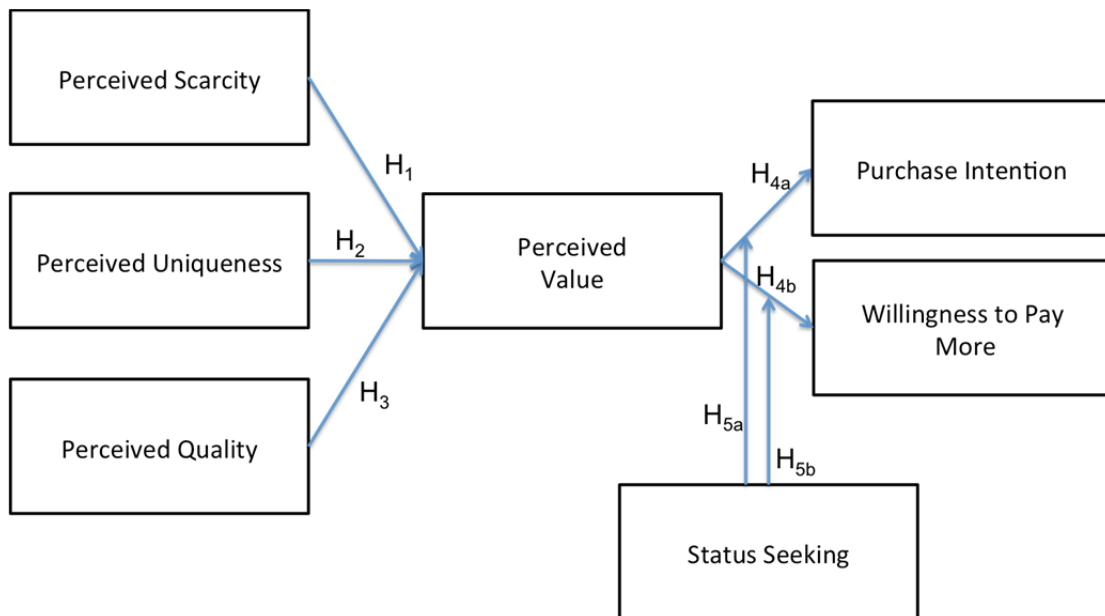 Perceived Scarcity
H1
Perceived Uniqueness
H2
Perceived Quality
H3
Perceived
Value
H4a
Purchase Intention
H4b
Willingness to Pay
More
H5a
H5b
Status Seeking